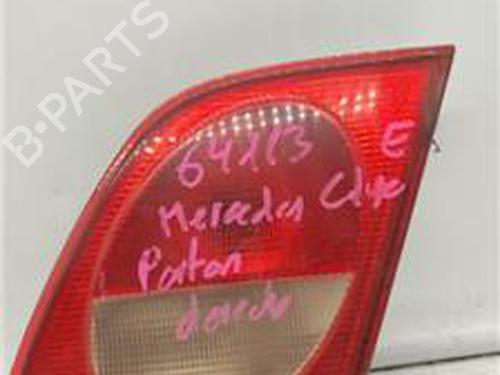 B-PARTS
64113 E
Mercedes Clase
Porton
derecho